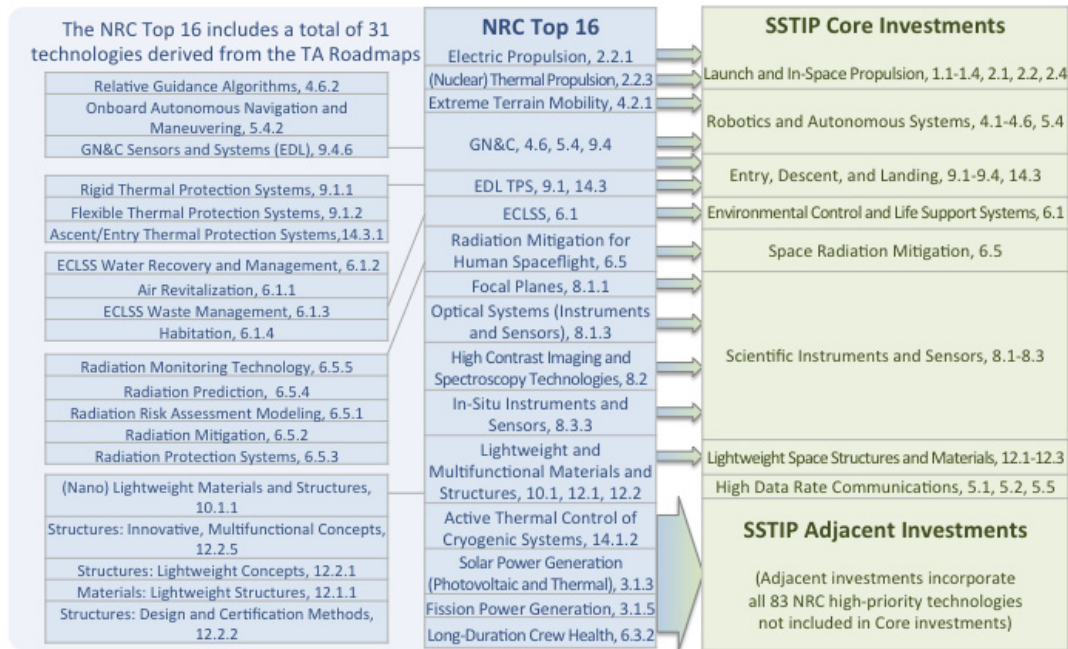 The NRC Top 16 includes a total of 31
technologies derived from the TA Roadmaps
Relative Guidance Algorithms, 4.6.2
Onboard Autonomous Navigation and
Maneuvering, 5.4.2
GN&C Sensors and Systems (EDL), 9.4.6
Rigid Thermal Protection Systems, 9.1.1
Flexible Thermal Protection Systems, 9.1.2
Ascent/Entry Thermal Protection Systems,14.3.1
ECLSS Water Recovery and Management, 6.1.2
Air Revitalization, 6.1.1
ECLSS Waste Management, 6.1.3
Habitation, 6.1.4
Radiation Monitoring Technology, 6.5.5
Radiation Prediction, 6.5.4
Radiation Risk Assessment Modeling, 6.5.1
Radiation Mitigation, 6.5.2
Radiation Protection Systems, 6.5.3
(Nano) Lightweight Materials and Structures,
10.1.1
Structures: Innovative, Multifunctional Concepts,
12.2.5
Structures: Lightweight Concepts, 12.2.1
Materials: Lightweight Structures, 12.1.1
Structures: Design and Certification Methods,
12.2.2
NRC Top 16
Electric Propulsion, 2.2.1
(Nuclear) Thermal Propulsion, 2.2.3
Extreme Terrain Mobility, 4.2.1
GN&C, 4.6, 5.4, 9.4
EDL TPS, 9.1, 14.3
ECLSS, 6.1
Radiation Mitigation for
Human Spaceflight, 6.5
Focal Planes, 8.1.1
Optical Systems (Instruments
and Sensors), 8.1.3
High Contrast Imaging and
Spectroscopy Technologies, 8.2
In-Situ Instruments and
Sensors, 8.3.3
Lightweight and
Multifunctional Materials and
Structures, 10.1, 12.1, 12.2
Active Thermal Control of
Cryogenic Systems, 14.1.2
Solar Power Generation
(Photovoltaic and Thermal), 3.1.3
Fission Power Generation, 3.1.5
Long-Duration Crew Health, 6.3.2
SSTIP Core Investments
Launch and In-Space Propulsion, 1.1-1.4, 2.1, 2.2, 2.4
Robotics and Autonomous Systems, 4.1-4.6, 5.4
Entry, Descent, and Landing, 9.1-9.4, 14.3
Environmental Control and Life Support Systems, 6.1
Space Radiation Mitigation, 6.5
Scientific Instruments and Sensors, 8.1-8.3
Lightweight Space Structures and Materials, 12.1-12.3
High Data Rate Communications, 5.1, 5.2, 5.5
SSTIP Adjacent Investments
(Adjacent investments incorporate
all 83 NRC high-priority technologies
not included in Core investments)